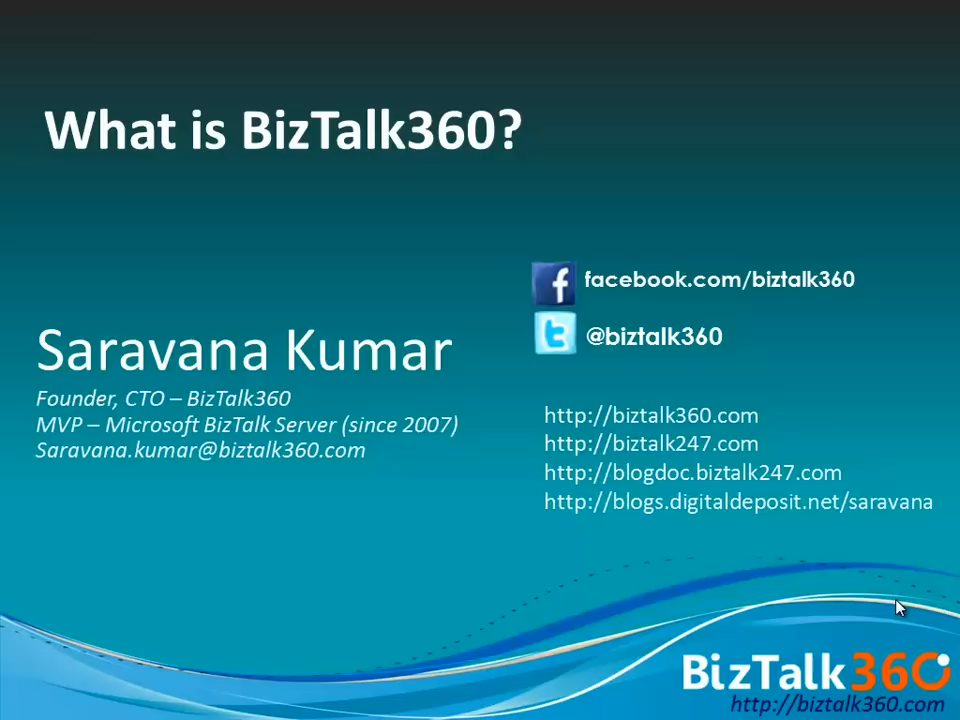 What is BizTalk360?
Saravana Kumar
Founder, CTO – BizTalk360
MVP – Microsoft BizTalk Server (since 2007)
Saravana.kumar@biztalk360.com
facebook.com/biztalk360
@biztalk360
http://biztalk360.com
http://biztalk247.com
http://blogdoc.biztalk247.com
http://blogs.digitaldeposit.net/saravana
BizTalk360
http://biztalk360.com